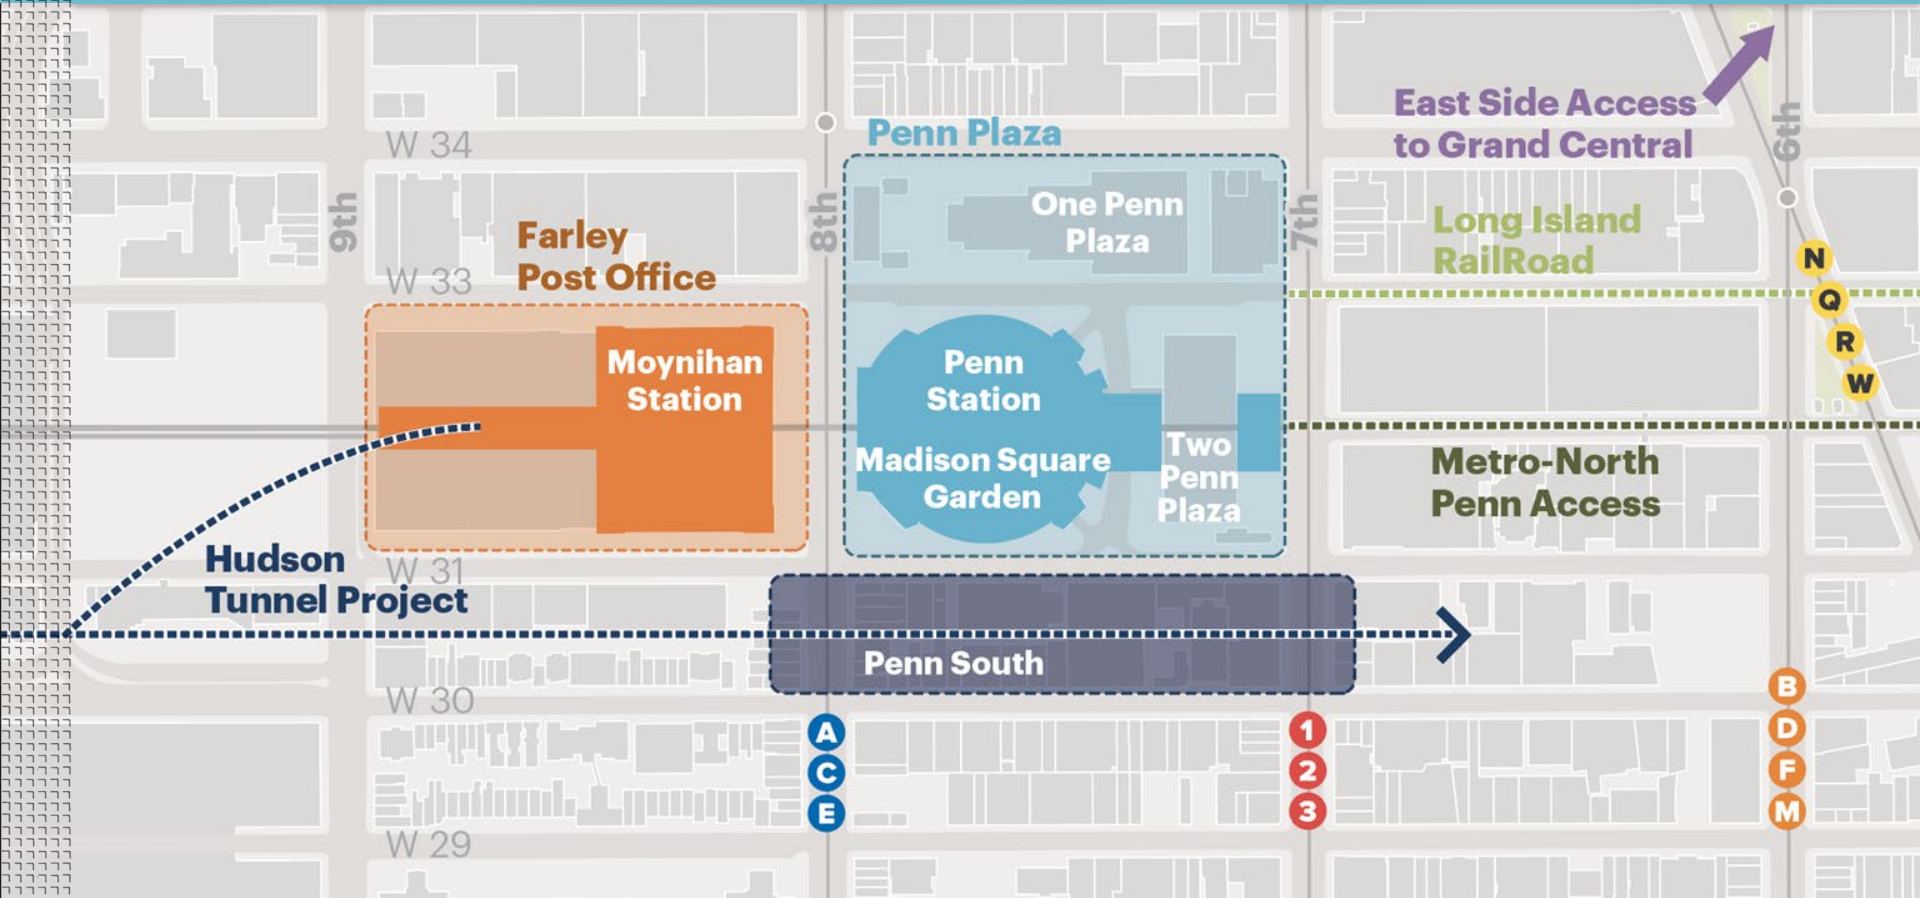 East Side Access
to Grand Central
6th
Penn Plaza
W 34
One Penn
Plaza
9th
8th
7th
Long Island
RailRoad
Farley
Post Office
W 33
N
Q
R
W
Moynihan
Station
Penn
Station
Madison Square
Garden
Two
Penn
Plaza
Metro-North
Penn Access
Hudson
Tunnel Project
W 31
Penn South
W 30
A
C
E
1
2
3
B
D
F
M
W 29